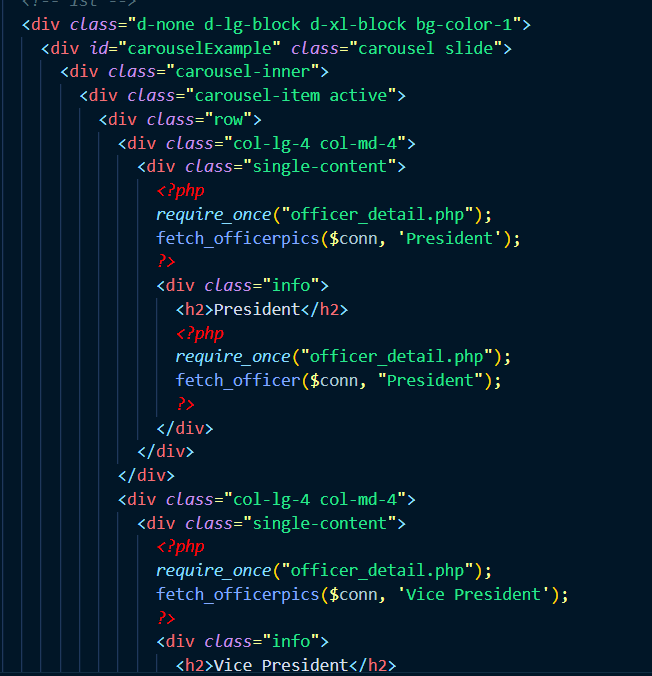 <!-- 1st -->
<div class="d-none d-lg-block d-xl-block bg-color-1">
<div id="carouselExample" class="carousel slide">
<div class="carousel-inner">
<div class="carousel-item active">
<div class="row">
<div class="col-lg-4 col-md-4">
<div class="single-content">
<?php
require_once("officer_detail.php");
fetch_officerpics($conn, 'President');
?>
<div class="info">
<h2>President</h2>
<?php
require_once("officer_detail.php");
fetch_officer($conn, "President");
?>
</div>
</div>
</div>
<div class="col-lg-4 col-md-4">
<div class="single-content">
<?php
require_once("officer_detail.php");
fetch_officerpics($conn, 'Vice President');
?>
<div class="info">
<h2>Vice President</h2>